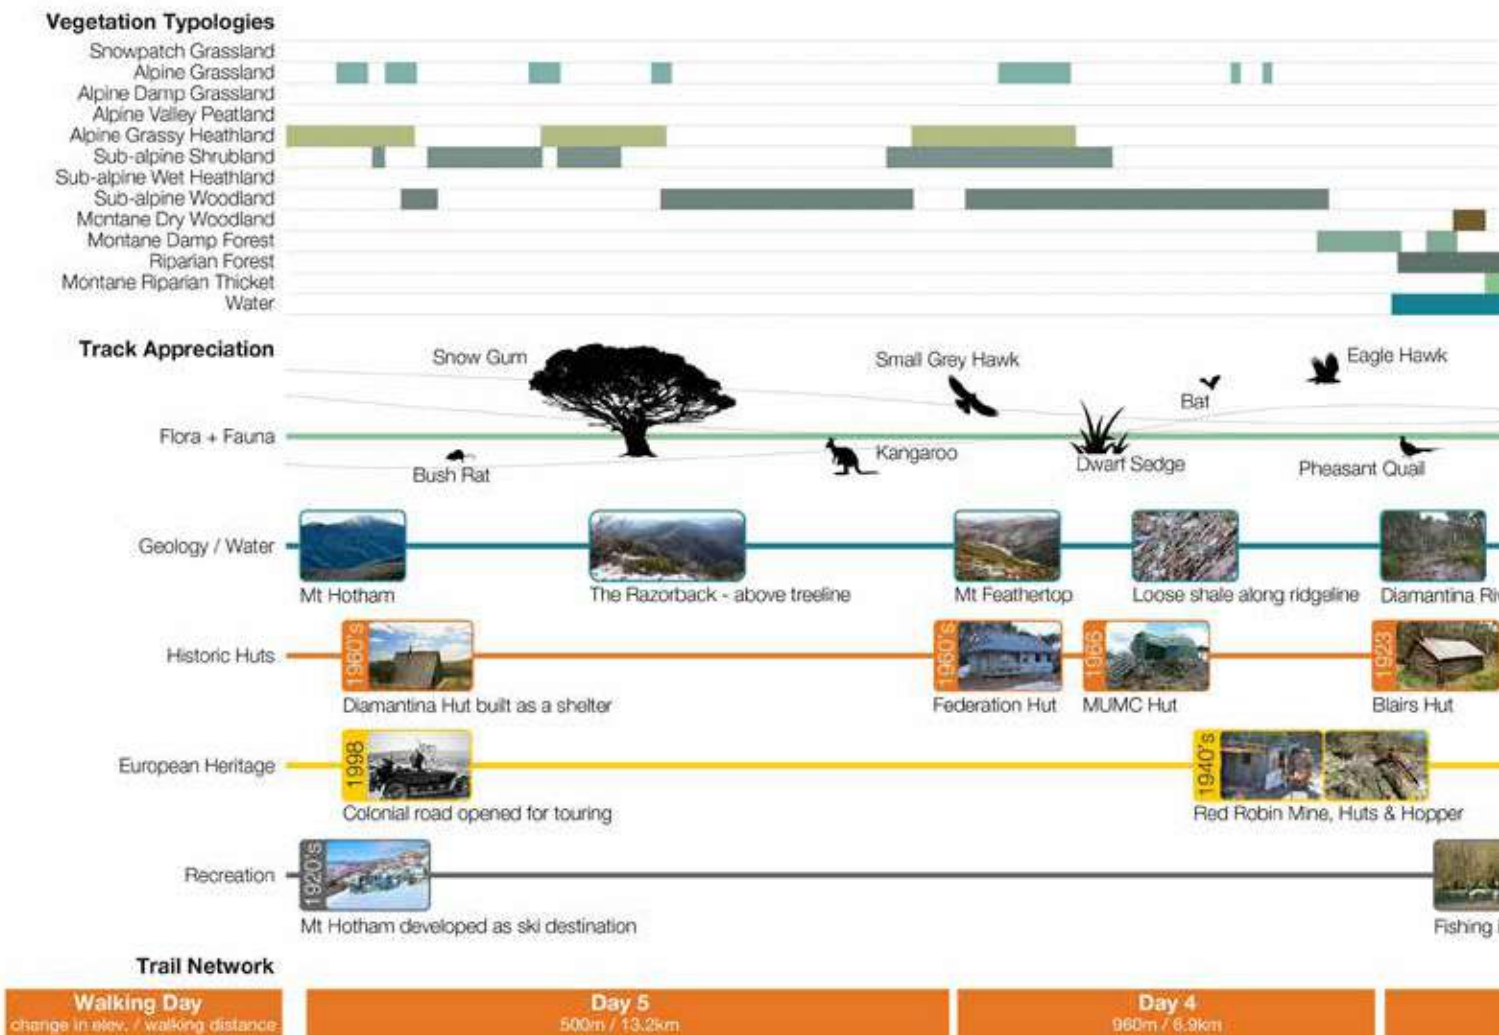 Vegetation Typologies
Snowpatch Grassland
Alpine Grassland
Alpine Damp Grassland
Alpine Valley Peatland
Alpine Grassy Heathland
Sub-alpine Shrubland
Sub-alpine Wet Heathland
Sub-alpine Woodland
Montane Dry Woodland
Montane Damp Forest
Riparian Forest
Montane Riparian Thicket
Water
Track Appreciation
Snow Gum
Small Grey Hawk
Eagle Hawk
Bat
Flora + Fauna
Bush Rat
Kangaroo
Dwarf Sedge
Pheasant Quail
Geology / Water
Mt Hotham
The Razorback - above treeline
Mt Feathertop
Loose shale along ridgeline
Diamantina Ri
Historic Huts
1960's
1960's
1966
1923
Diamantina Hut built as a shelter
Federation Hut
MUMC Hut
Blairs Hut
European Heritage
1998
1940's
Colonial road opened for touring
Red Robin Mine, Huts & Hopper
Recreation
1920's
Mt Hotham developed as ski destination
Fishing
Trail Network
Walking Day
change in elev. / walking distance
Day 5
500m / 13.2km
Day 4
960m / 6.9km